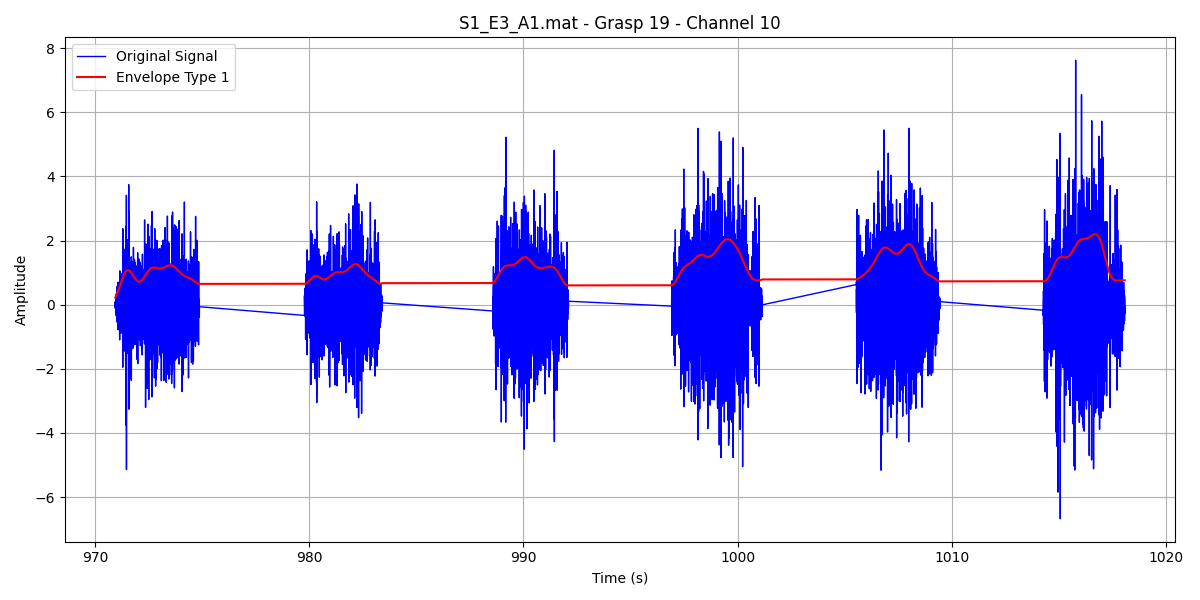 S1_E3_A1.mat - Grasp 19 - Channel 10
Original Signal
Envelope Type 1
Amplitude
8
6
4
2
0
−2
−4
−6
970 980 990 1000 1010 1020
Time (s)